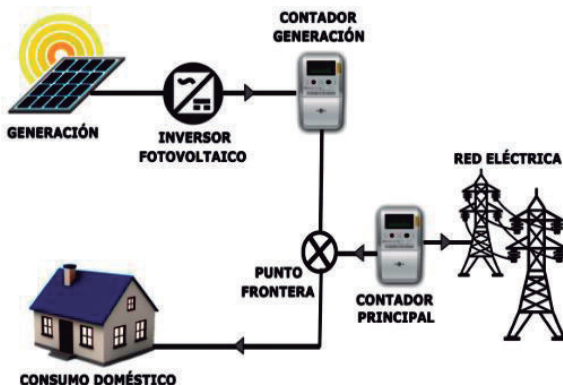 CONTADOR
GENERACIÓN
GENERACIÓN
INVERSOR
FOTOVOLTAICO
RED ELÉCTRICA
PUNTO
FRONTERA
CONTADOR
PRINCIPAL
CONSUMO DOMÉSTICO